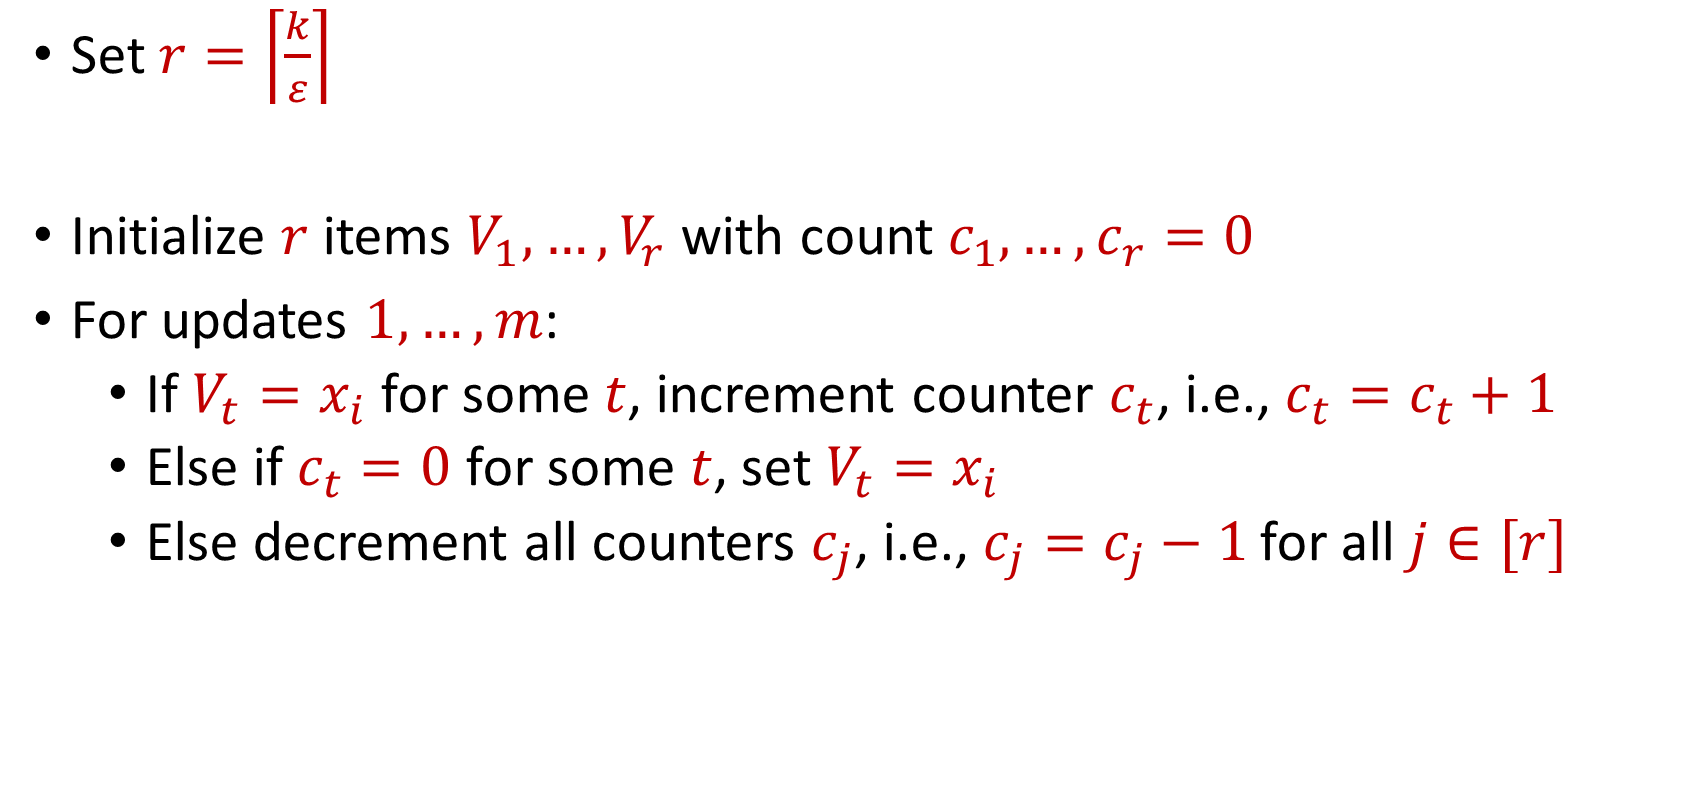 • Set r = ⌈k/ε⌉
• Initialize r items V₁, … , Vᵣ with count c₁, … , cᵣ = 0
• For updates 1, … , m:
• If Vₜ = xᵢ for some t, increment counter cₜ, i.e., cₜ = cₜ + 1
• Else if cₜ = 0 for some t, set Vₜ = xᵢ
• Else decrement all counters cⱼ, i.e., cⱼ = cⱼ − 1 for all j ∈ [r]